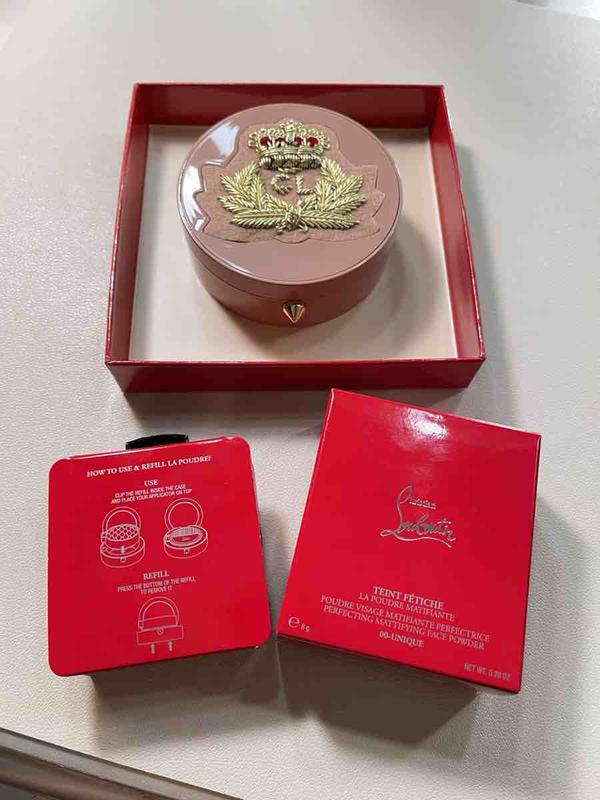 CL
HOW TO USE & REFILL LA POUDRE?
USE
CLIP THE REFILL INSIDE THE CASE
AND PLACE YOUR APPLICATOR ON TOP
REFILL
PRESS THE BOTTOM OF THE REFILL
TO REMOVE IT
Christian
Louboutin
TEINT FÉTICHE
LA POUDRE MATIFIANTE
POUDRE VISAGE MATIFIANTE PERFECTRICE
PERFECTING MATTIFYING FACE POWDER
00-UNIQUE
℮ 8 g
NET WT. 0.28 OZ